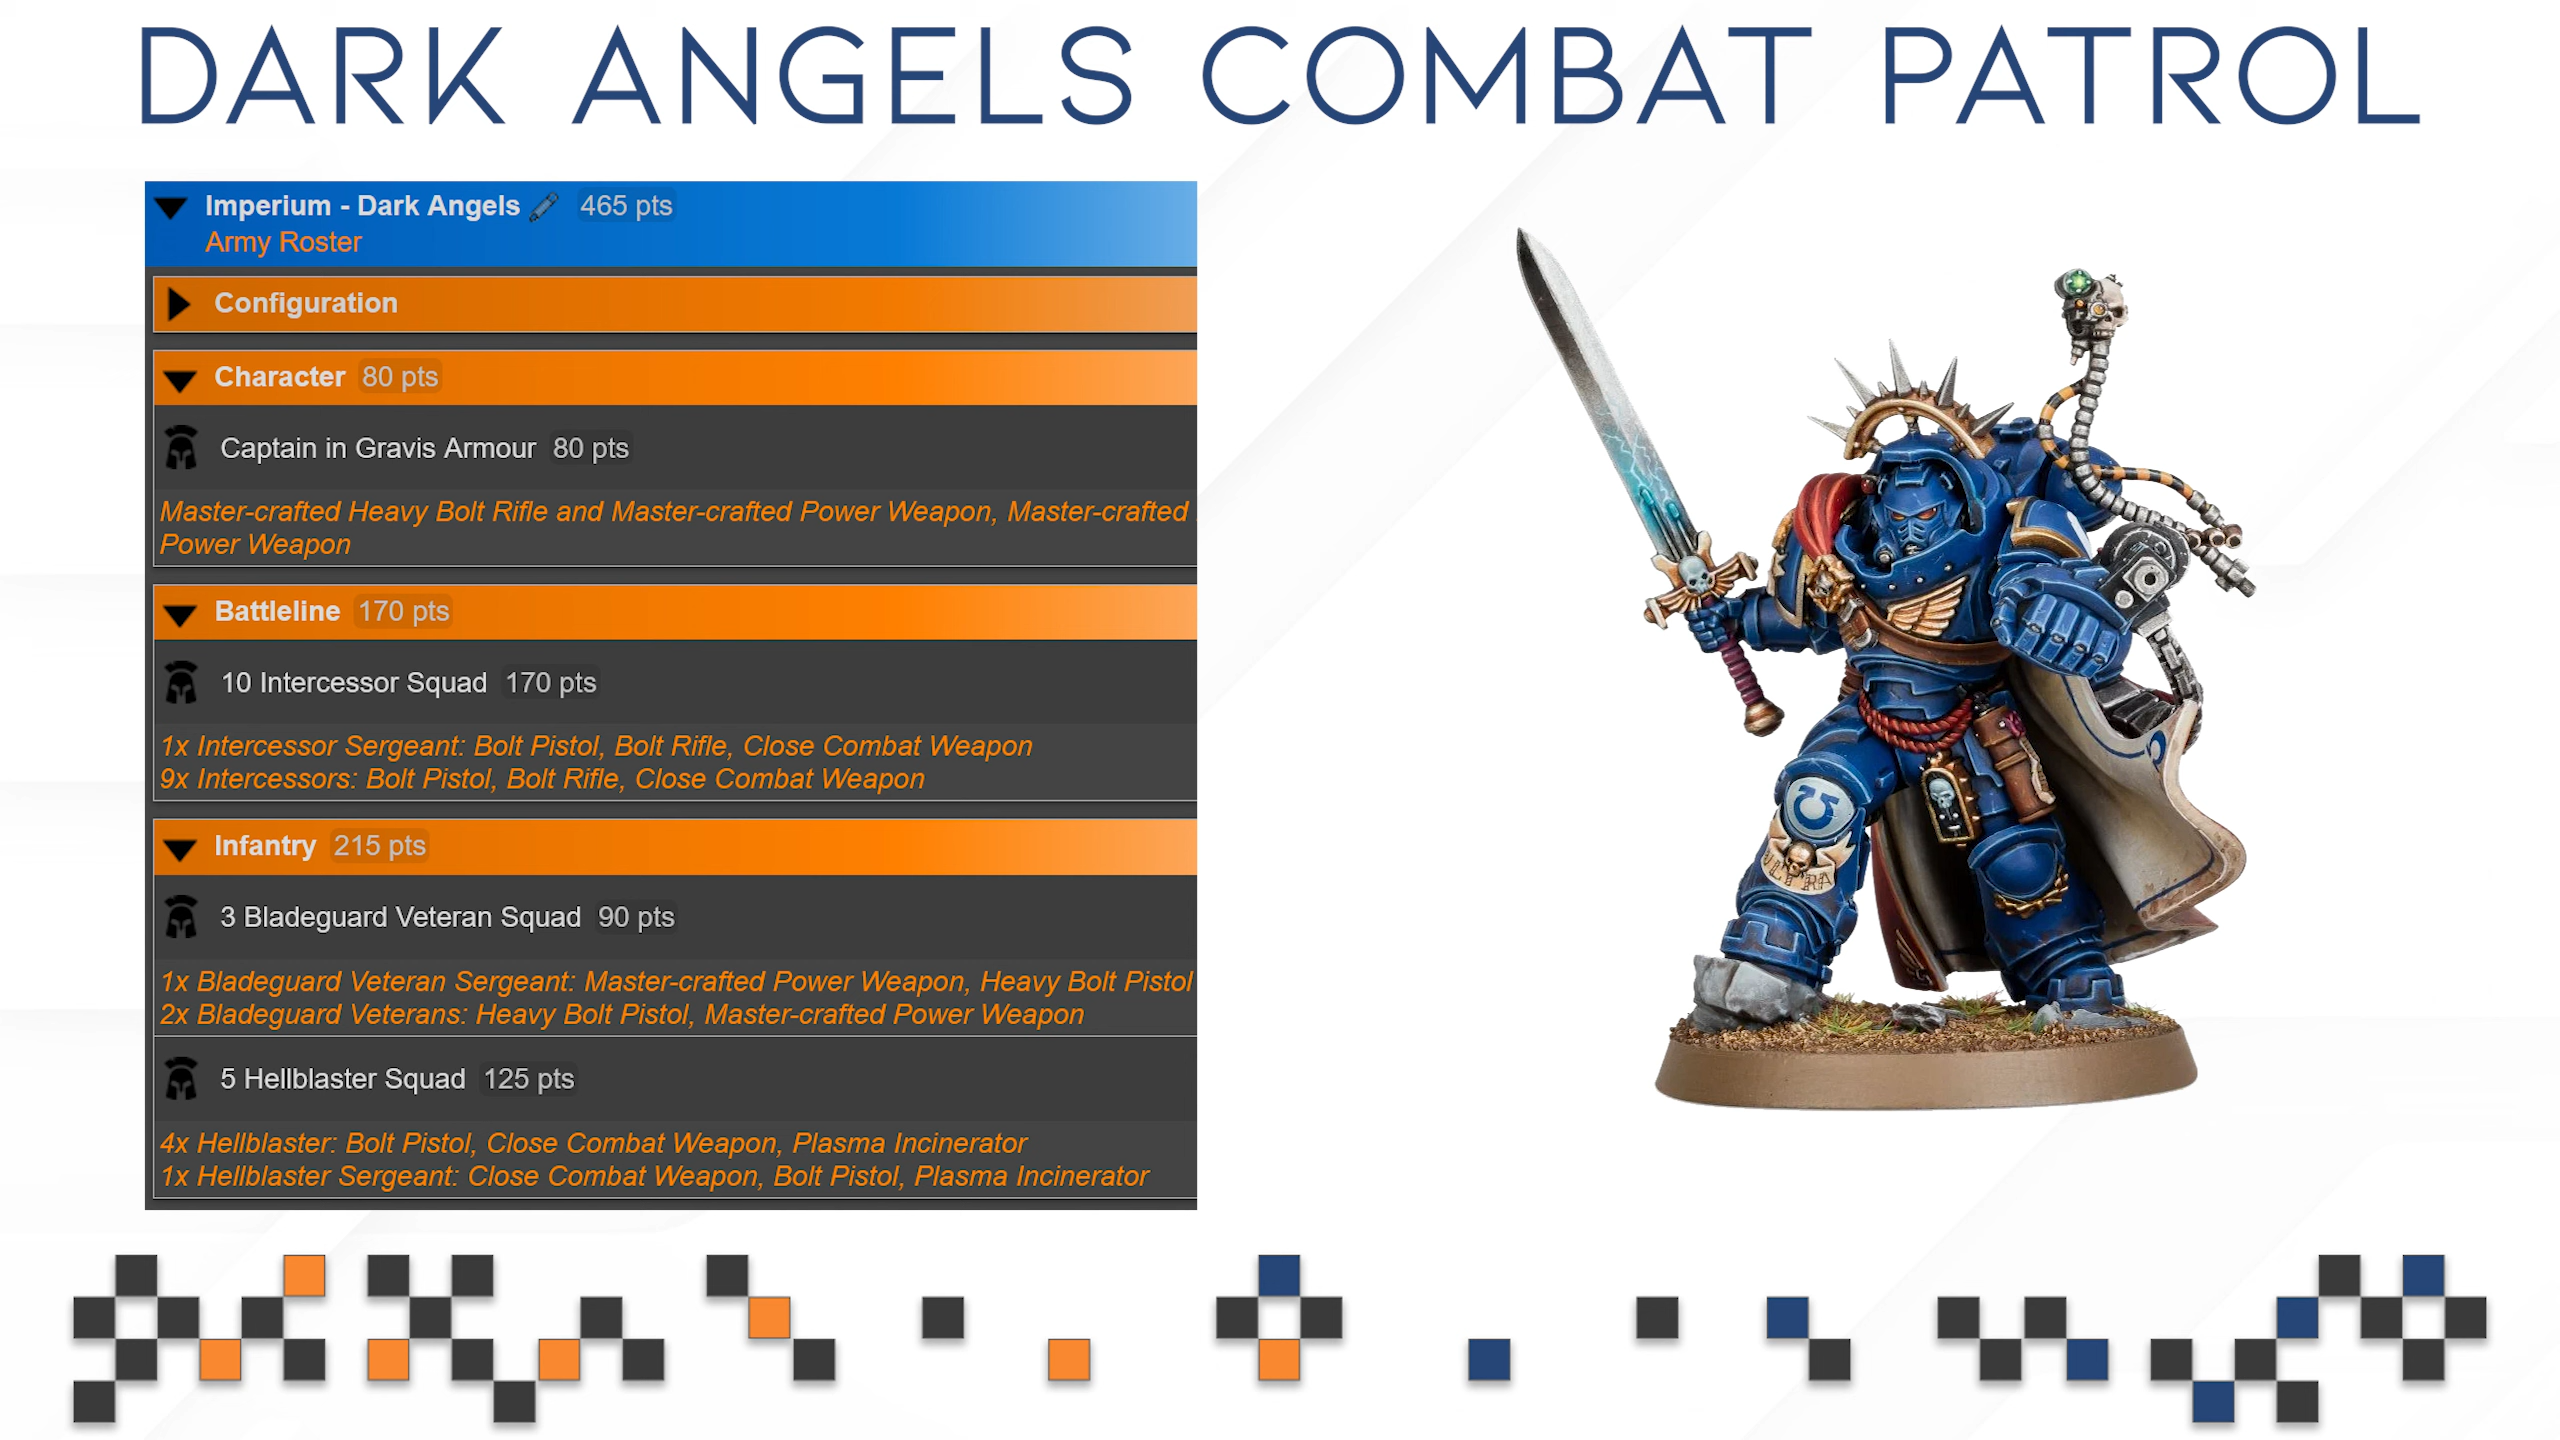 DARK ANGELS COMBAT PATROL
Imperium - Dark Angels 465 pts
Army Roster
Configuration
Character 80 pts
Captain in Gravis Armour 80 pts
Master-crafted Heavy Bolt Rifle and Master-crafted Power Weapon, Master-crafted
Power Weapon
Battleline 170 pts
10 Intercessor Squad 170 pts
1x Intercessor Sergeant: Bolt Pistol, Bolt Rifle, Close Combat Weapon
9x Intercessors: Bolt Pistol, Bolt Rifle, Close Combat Weapon
Infantry 215 pts
3 Bladeguard Veteran Squad 90 pts
1x Bladeguard Veteran Sergeant: Master-crafted Power Weapon, Heavy Bolt Pistol
2x Bladeguard Veterans: Heavy Bolt Pistol, Master-crafted Power Weapon
5 Hellblaster Squad 125 pts
4x Hellblaster: Bolt Pistol, Close Combat Weapon, Plasma Incinerator
1x Hellblaster Sergeant: Close Combat Weapon, Bolt Pistol, Plasma Incinerator